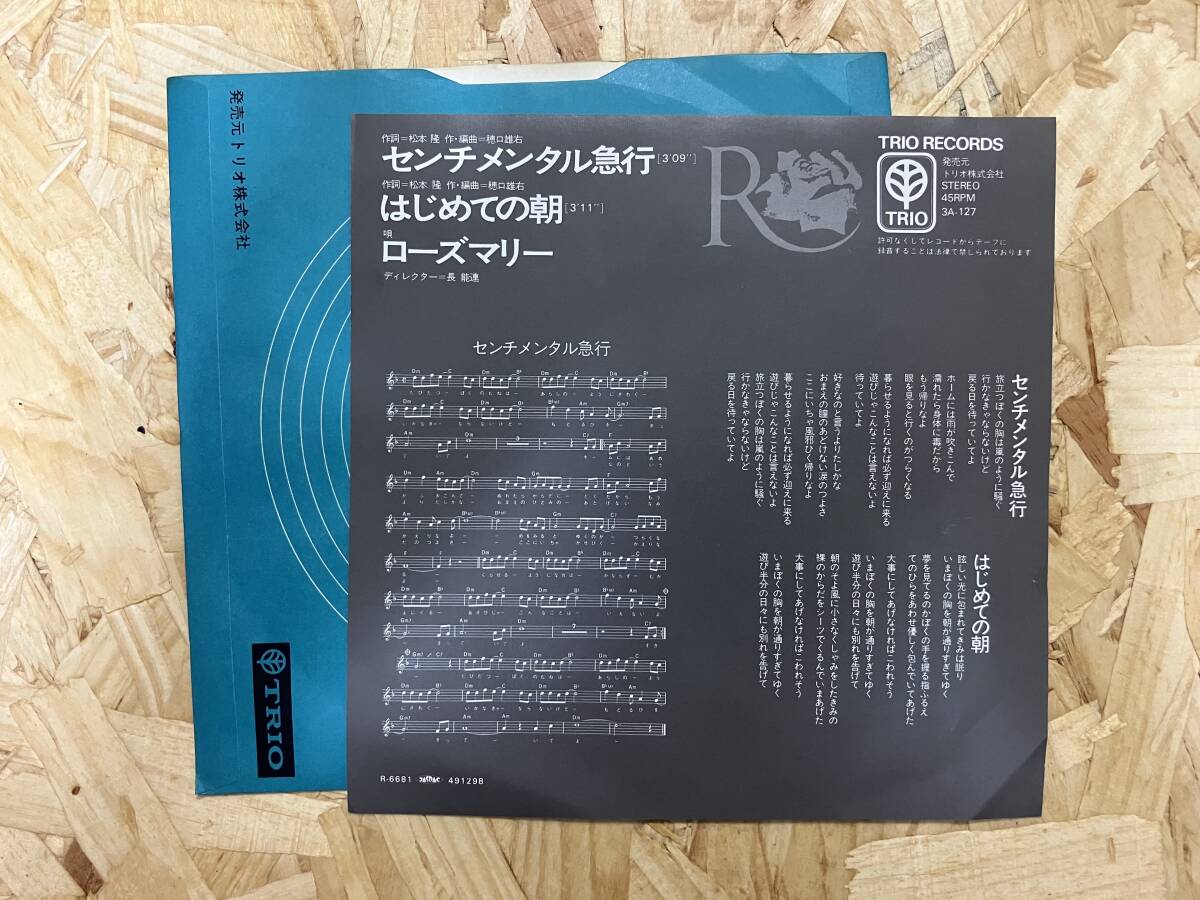 発売元 トリオ株式会社
TRIO
作詞=松本 隆 作・編曲=穂口雄右
センチメンタル急行[3'09"]
作詞=松本 隆 作・編曲=穂口雄右
はじめての朝[3'11"]
唄
ローズマリー
ディレクター=長 能連
R
TRIO RECORDS
TRIO
発売元
トリオ株式会社
STEREO
45RPM
3A-127
許可なくしてレコードからテープに
録音することは法律で禁じられております
センチメンタル急行
センチメンタル急行
旅立つぼくの胸は嵐のように騒ぐ
行かなきゃならないけど
戻る日を待っていてよ
ホームには雨が吹きこんで
濡れたら身体に毒だから
もう帰りなよ
眼を見ると行くのがつらくなる
暮らせるようになれば必ず迎えに来る
遊びじゃこんなことは言えないよ
待っていてよ
好きなのと言うよりたしかな
おまえの瞳のあどけない涙のつよさ
ここにいちゃ風邪ひく帰りなよ
暮らせるようになれば必ず迎えに来る
遊びじゃこんなことは言えないよ
旅立つぼくの胸は嵐のように騒ぐ
行かなきゃならないけど
戻る日を待っていてよ
はじめての朝
眩しい光に包まれてきみは眠り
いまぼくの胸を朝が通りすぎてゆく
夢を見てるのかぼくの手を握る指ふるえ
てのひらをあわせ優しく包んでいてあげた
大事にしてあげなければこわれそう
いまぼくの胸を朝が通りすぎてゆく
遊び半分の日々にも別れを告げて
朝のそよ風に小さなくしゃみをしたきみの
裸のからだをシーツでくるんでいまあげた
大事にしてあげなければこわれそう
いまぼくの胸を朝が通りすぎてゆく
遊び半分の日々にも別れを告げて
R-6681 JASRAC 491298